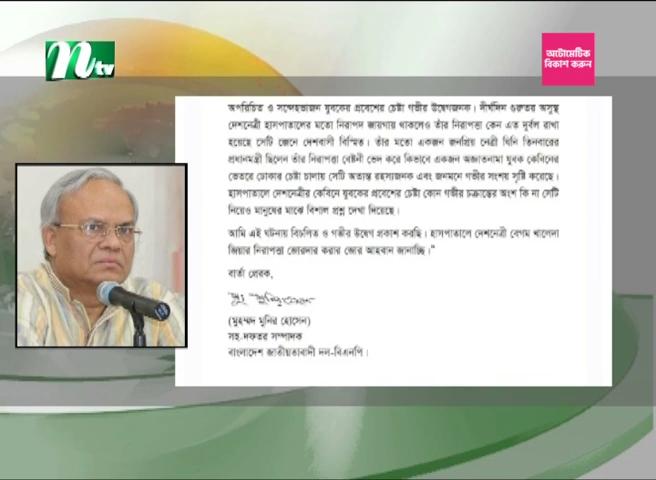 ntv
অটোমেটিক
বিকাশ করুন
অপরিচিত ও সন্দেহভাজন যুবকের প্রবেশের চেষ্টা গভীর উদ্বেগজনক। দীর্ঘদিন গুরুতর অসুস্থ
দেশনেত্রী হাসপাতালের মতো নিরাপদ জায়গায় থাকলেও তাঁর নিরাপত্তা কেন এত দুর্বল রাখা
হয়েছে সেটি জেনে দেশবাসী বিস্মিত। তাঁর মতো একজন জনপ্রিয় নেত্রী যিনি তিনবারের
প্রধানমন্ত্রী ছিলেন তাঁর নিরাপত্তা বেষ্টনী ভেদ করে কিভাবে একজন অজ্ঞাতনামা যুবক কেবিনের
ভেতরে ঢোকার চেষ্টা চালায় সেটি অত্যন্ত রহস্যজনক এবং জনমনে গভীর সংশয় সৃষ্টি করেছে।
হাসপাতালে দেশনেত্রীর কেবিনে যুবকের প্রবেশের চেষ্টা কোন গভীর চক্রান্তের অংশ কি না সেটি
নিয়েও মানুষের মাঝে বিশাল প্রশ্ন দেখা দিয়েছে।
আমি এই ঘটনায় বিচলিত ও গভীর উদ্বেগ প্রকাশ করছি। হাসপাতালে দেশনেত্রী বেগম খালেদা
জিয়ার নিরাপত্তা জোরদার করার জোর আহবান জানাচ্ছি।"
বার্তা প্রেরক,
(মুহম্মদ মুনির হোসেন)
সহ-দফতর সম্পাদক
বাংলাদেশ জাতীয়তাবাদী দল-বিএনপি।